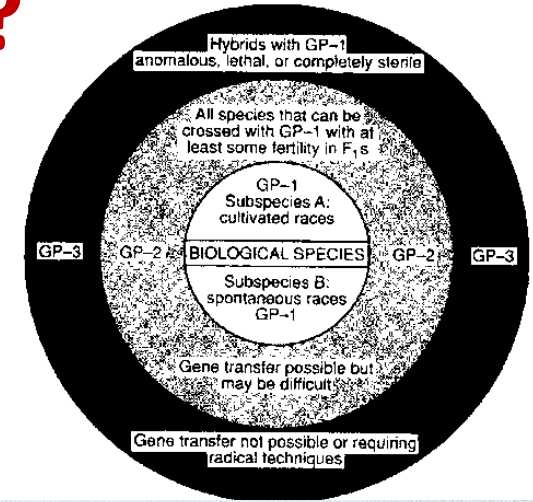 ?
Hybrids with GP-1
anomalous, lethal, or completely sterile
All species that can be
crossed with GP-1 with at
least some fertility in F₁s
GP-1
Subspecies A:
cultivated races
GP-3 GP-2 BIOLOGICAL SPECIES GP-2 GP-3
Subspecies B:
spontaneous races
GP-1
Gene transfer possible but
may be difficult
Gene transfer not possible or requiring
radical techniques